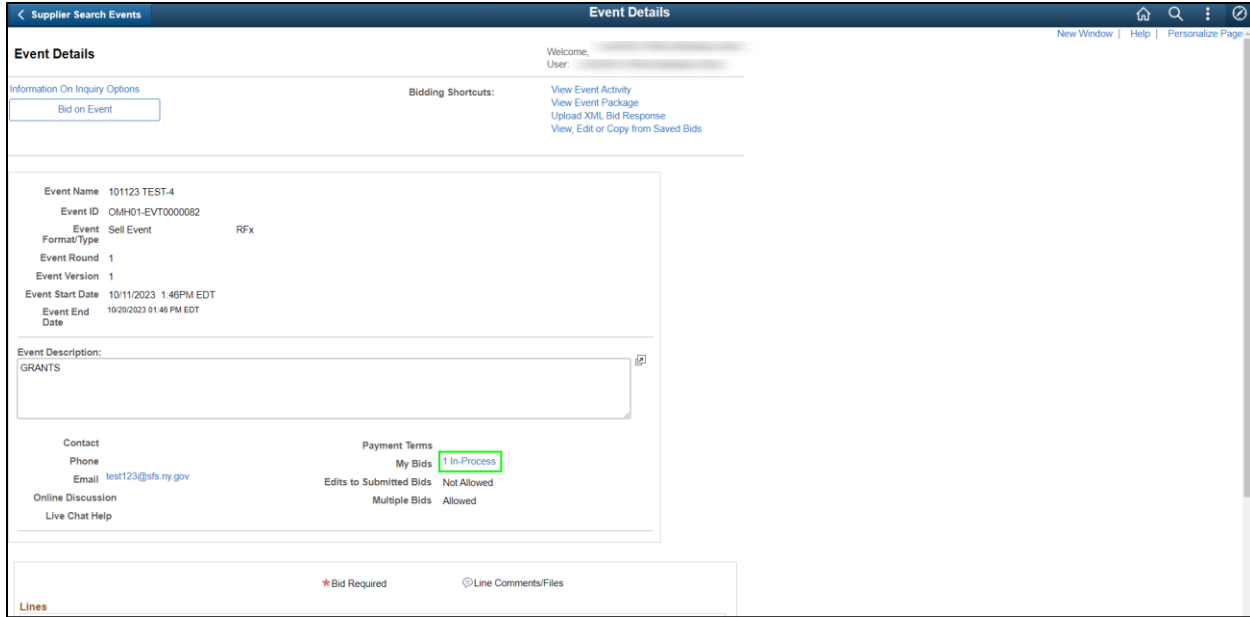 Supplier Search Events
Event Details
New Window | Help | Personalize Page
Event Details
Welcome,
User:
Information On Inquiry Options
Bid on Event
Bidding Shortcuts:
View Event Activity
View Event Package
Upload XML Bid Response
View, Edit or Copy from Saved Bids
Event Name 101123 TEST-4
Event ID OMH01-EVT0000082
Event Format/Type Sell Event RFx
Event Round 1
Event Version 1
Event Start Date 10/11/2023 1:46PM EDT
Event End Date 10/20/2023 01:46 PM EDT
Event Description:
GRANTS
Contact
Payment Terms
Phone
My Bids 1 In-Process
Email test123@sfs.ny.gov
Edits to Submitted Bids Not Allowed
Online Discussion
Multiple Bids Allowed
Live Chat Help
★Bid Required
Line Comments/Files
Lines